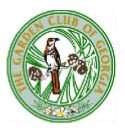 THE GARDEN CLUB OF GEORGIA